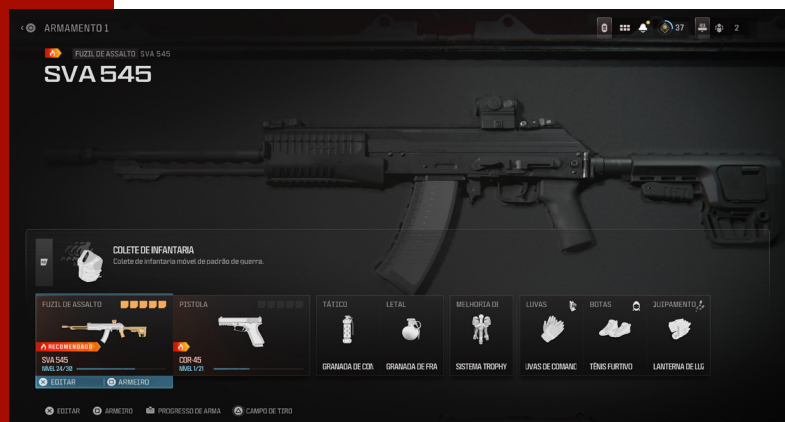 ARMAMENTO 1
37
2
FUZIL DE ASSALTO SVA 545
SVA 545
COLETE DE INFANTARIA
Colete de infantaria móvel de padrão de guerra.
FUZIL DE ASSALTO
RECOMENDADO
SVA 545
NÍVEL 24/30
EDITAR
ARMEIRO
PISTOLA
COR-45
NÍVEL 1/21
TÁTICO
GRANADA DE CON
LETAL
GRANADA DE FRA
MELHORIA DE
SISTEMA TROPHY
LUVAS
UVAS DE COMAND
BOTAS
TÊNIS FURTIVO
QUIPAMENTO
LANTERNA DE LUZ
EDITAR
ARMEIRO
PROGRESSO DE ARMA
CAMPO DE TIRO